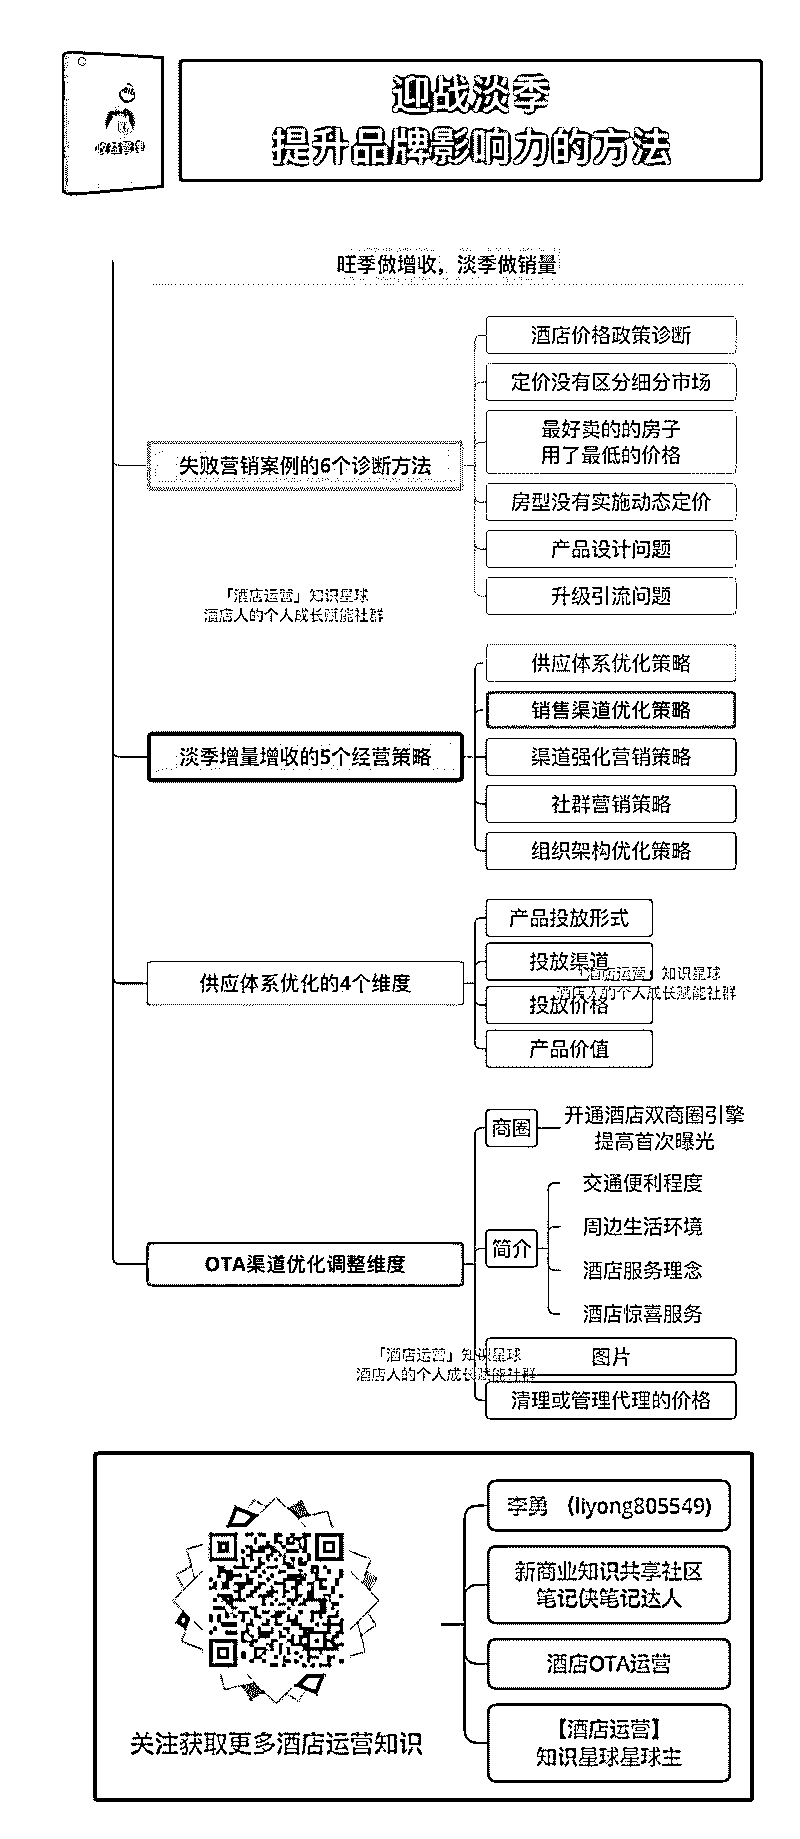 收益管理
迎战淡季
提升品牌影响力的方法
旺季做增收，淡季做销量
失败营销案例的6个诊断方法
酒店价格政策诊断
定价没有区分细分市场
最好卖的的房子
用了最低的价格
房型没有实施动态定价
产品设计问题
升级引流问题
「酒店运营」知识星球
酒店人的个人成长赋能社群
淡季增量增收的5个经营策略
供应体系优化策略
销售渠道优化策略
渠道强化营销策略
社群营销策略
组织架构优化策略
供应体系优化的4个维度
产品投放形式
投放渠道
投放价格
产品价值
「酒店运营」知识星球
酒店人的个人成长赋能社群
OTA渠道优化调整维度
商圈
开通酒店双商圈引擎
提高首次曝光
简介
交通便利程度
周边生活环境
酒店服务理念
酒店惊喜服务
图片
清理或管理代理的价格
「酒店运营」知识星球
酒店人的个人成长赋能社群
关注获取更多酒店运营知识
李勇 （liyong805549）
新商业知识共享社区
笔记侠笔记达人
酒店OTA运营
【酒店运营】
知识星球星球主